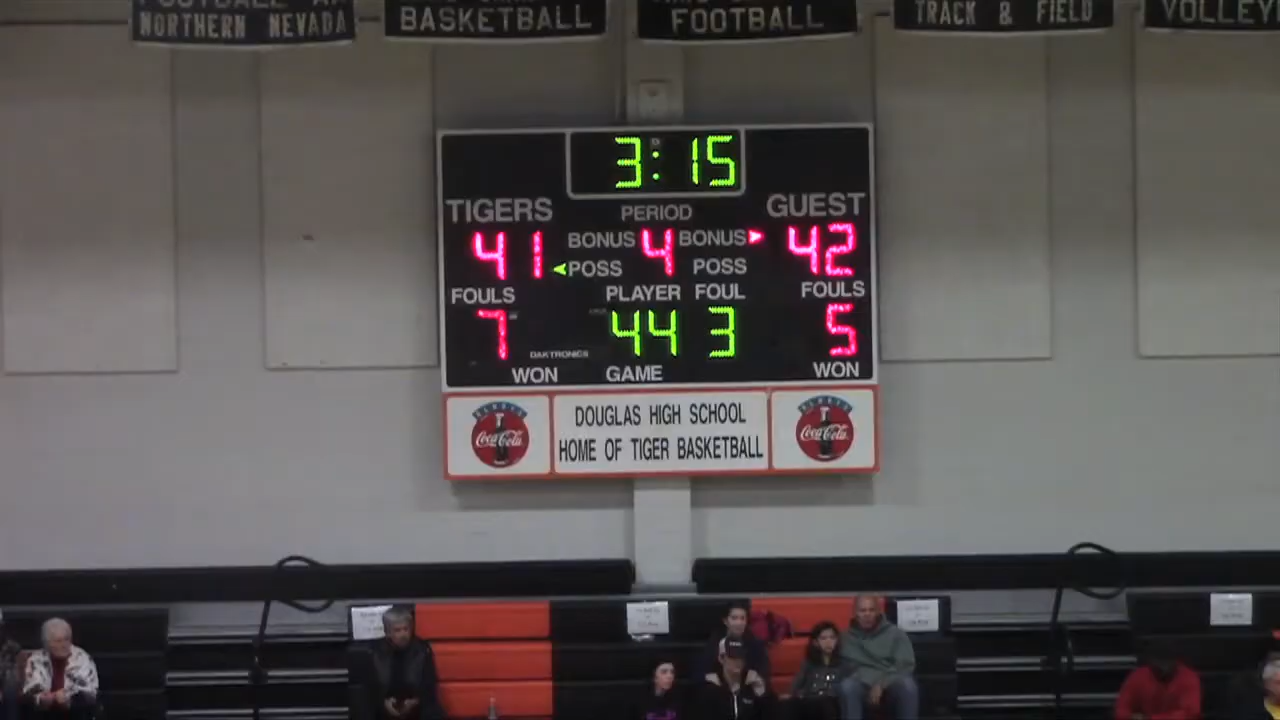 NORTHERN NEVADA
BASKETBALL
FOOTBALL
TRACK & FIELD
3:15
TIGERS PERIOD GUEST
41 BONUS 4 BONUS 42
POSS POSS
FOULS PLAYER FOUL FOULS
7 44 3 5
DAKTRONICS
WON GAME WON
ALWAYS
Coca-Cola
DOUGLAS HIGH SCHOOL
HOME OF TIGER BASKETBALL
ALWAYS
Coca-Cola